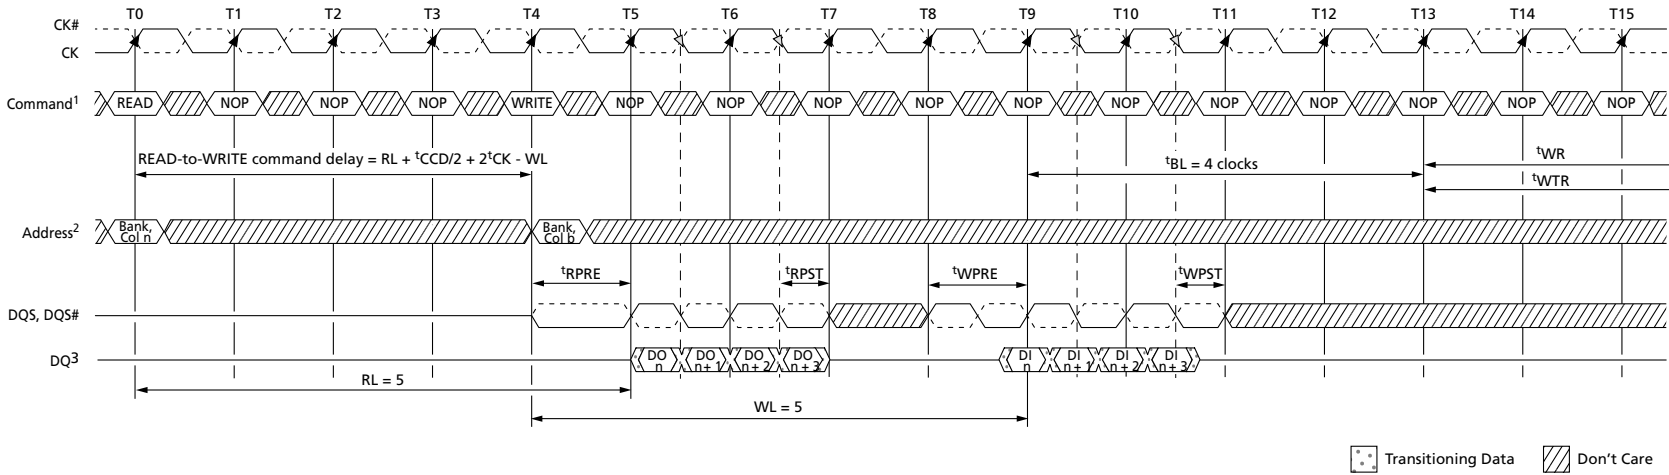 T0 T1 T2 T3 T4 T5 T6 T7 T8 T9 T10 T11 T12 T13 T14 T15
CK#
CK
Command1 READ NOP NOP NOP WRITE NOP NOP NOP NOP NOP NOP NOP NOP NOP NOP NOP
READ-to-WRITE command delay = RL + tCCD/2 + 2tCK - WL
tBL = 4 clocks
tWR
tWTR
Address2
Bank, Col n
Bank, Col b
tRPRE tRPST tWPRE tWPST
DQS, DQS#
DQ3
DO n
DO n + 1
DO n + 2
DO n + 3
DI n
DI n + 1
DI n + 2
DI n + 3
RL = 5
WL = 5
Transitioning Data Don't Care